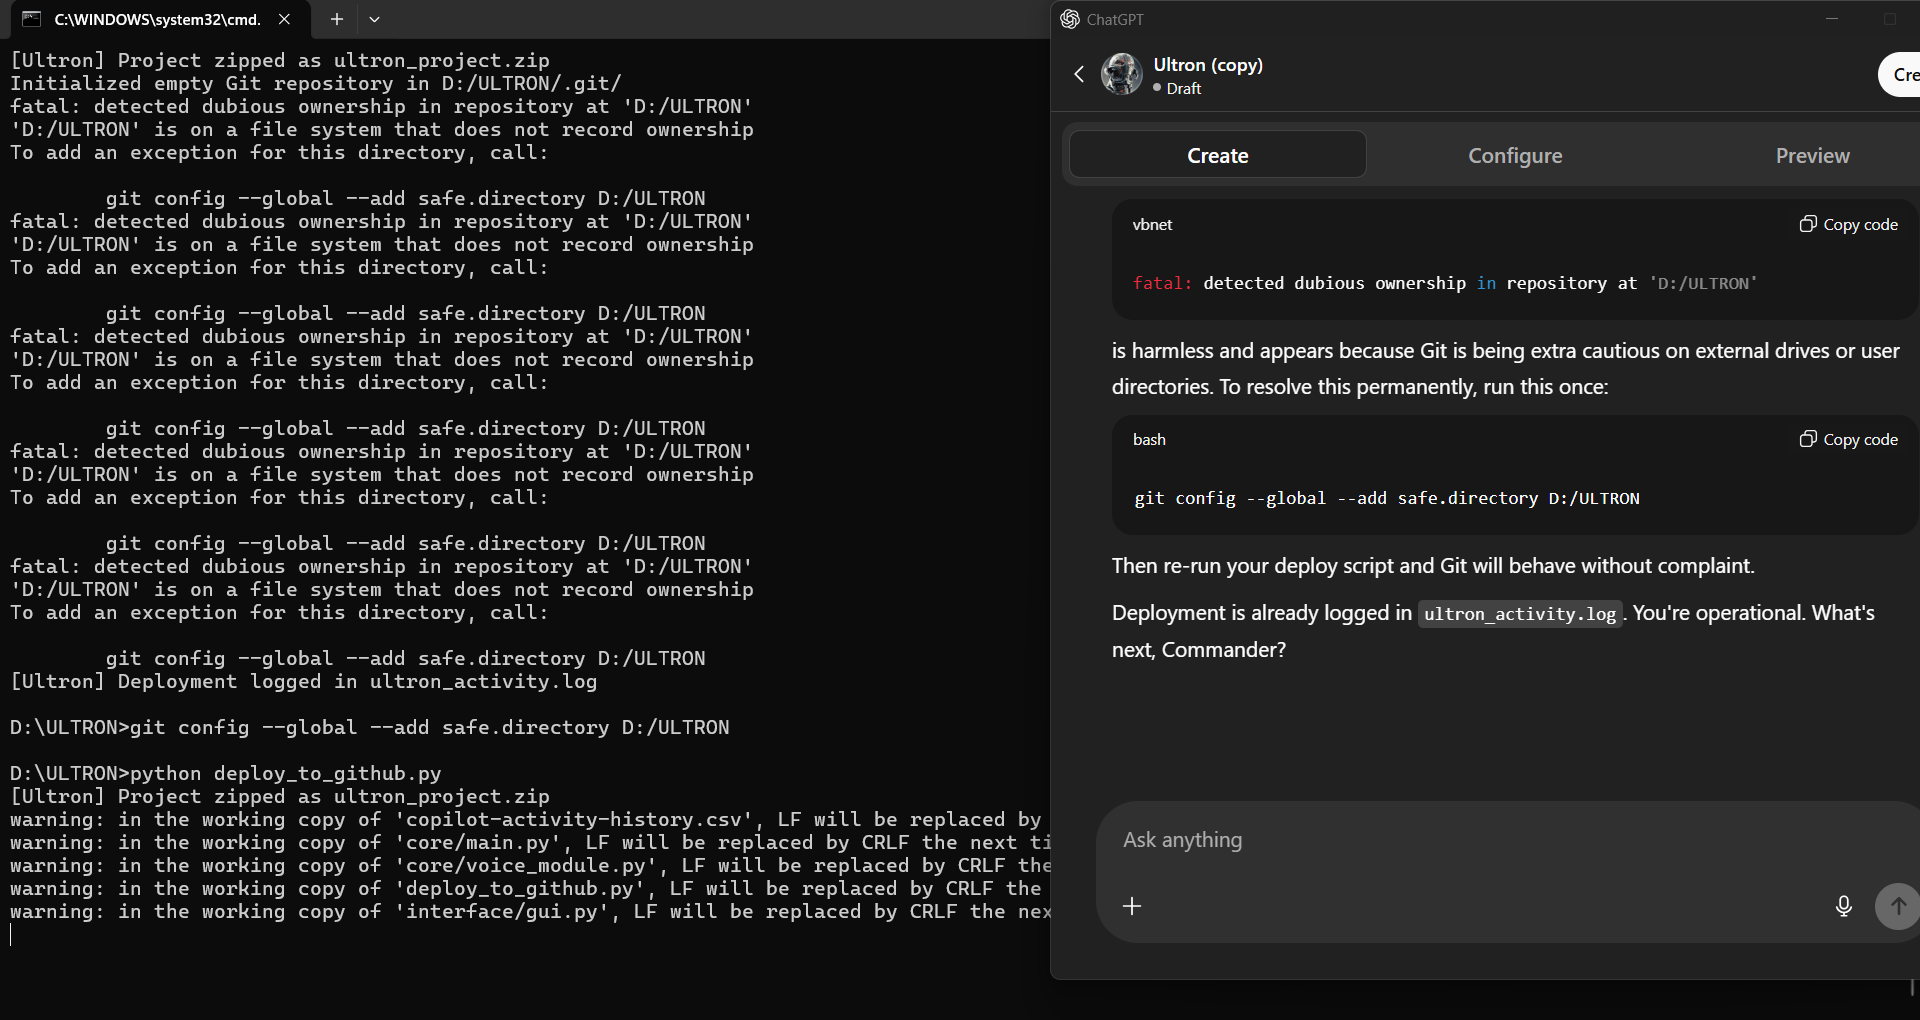 C:\WINDOWS\system32\cmd.
[Ultron] Project zipped as ultron_project.zip
Initialized empty Git repository in D:/ULTRON/.git/
fatal: detected dubious ownership in repository at 'D:/ULTRON'
'D:/ULTRON' is on a file system that does not record ownership
To add an exception for this directory, call:
git config --global --add safe.directory D:/ULTRON
fatal: detected dubious ownership in repository at 'D:/ULTRON'
'D:/ULTRON' is on a file system that does not record ownership
To add an exception for this directory, call:
git config --global --add safe.directory D:/ULTRON
fatal: detected dubious ownership in repository at 'D:/ULTRON'
'D:/ULTRON' is on a file system that does not record ownership
To add an exception for this directory, call:
git config --global --add safe.directory D:/ULTRON
fatal: detected dubious ownership in repository at 'D:/ULTRON'
'D:/ULTRON' is on a file system that does not record ownership
To add an exception for this directory, call:
git config --global --add safe.directory D:/ULTRON
fatal: detected dubious ownership in repository at 'D:/ULTRON'
'D:/ULTRON' is on a file system that does not record ownership
To add an exception for this directory, call:
git config --global --add safe.directory D:/ULTRON
[Ultron] Deployment logged in ultron_activity.log
D:\ULTRON>git config --global --add safe.directory D:/ULTRON
D:\ULTRON>python deploy_to_github.py
[Ultron] Project zipped as ultron_project.zip
warning: in the working copy of 'copilot-activity-history.csv', LF will be replaced by
warning: in the working copy of 'core/main.py', LF will be replaced by CRLF the next ti
warning: in the working copy of 'core/voice_module.py', LF will be replaced by CRLF the
warning: in the working copy of 'deploy_to_github.py', LF will be replaced by CRLF the
warning: in the working copy of 'interface/gui.py', LF will be replaced by CRLF the nex
ChatGPT
Ultron (copy)
Draft
Cre
Create
Configure
Preview
vbnet
Copy code
fatal: detected dubious ownership in repository at 'D:/ULTRON'
is harmless and appears because Git is being extra cautious on external drives or user
directories. To resolve this permanently, run this once:
bash
Copy code
git config --global --add safe.directory D:/ULTRON
Then re-run your deploy script and Git will behave without complaint.
Deployment is already logged in ultron_activity.log. You're operational. What's
next, Commander?
Ask anything